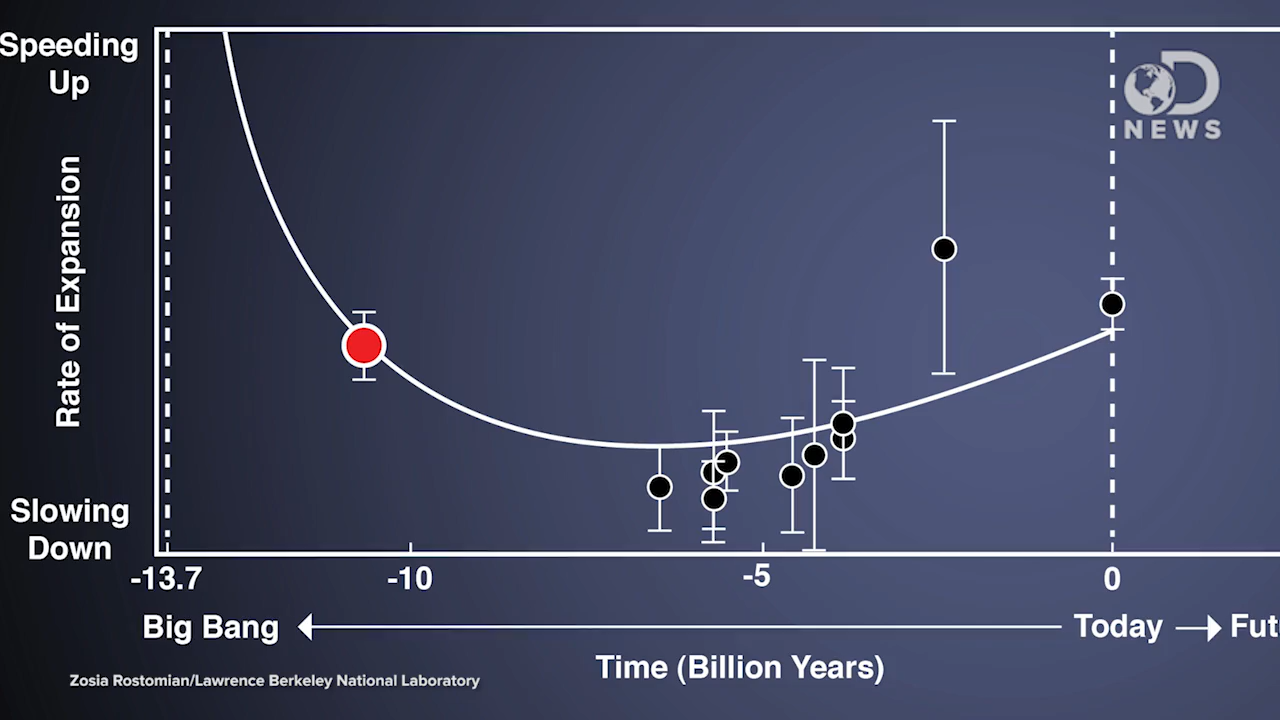 Speeding
Up
D
NEWS
Rate of Expansion
Slowing
Down
-13.7
-10
-5
0
Big Bang
Today
Fut
Time (Billion Years)
Zosia Rostomian/Lawrence Berkeley National Laboratory